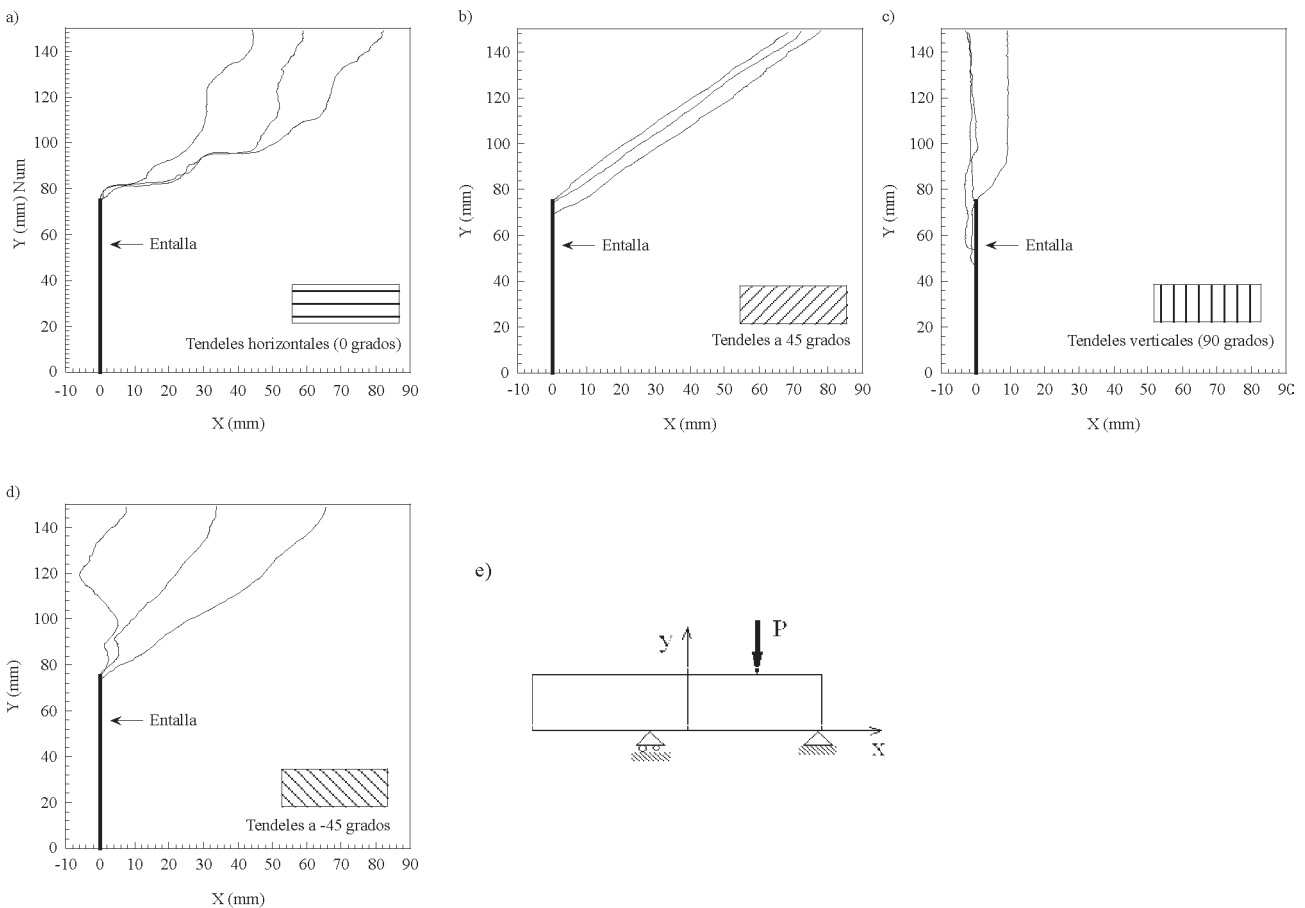 a)
140
120
100
80
60
40
20
0
Y (mm) Num
Entalla
Tendeles horizontales (0 grados)
-10 0 10 20 30 40 50 60 70 80 90
X (mm)
b)
140
120
100
80
60
40
20
0
Y (mm)
Entalla
Tendeles a 45 grados
-10 0 10 20 30 40 50 60 70 80 90
X (mm)
c)
140
120
100
80
60
40
20
0
Y (mm)
Entalla
Tendeles verticales (90 grados)
-10 0 10 20 30 40 50 60 70 80 90
X (mm)
d)
140
120
100
80
60
40
20
0
Y (mm)
Entalla
Tendeles a -45 grados
-10 0 10 20 30 40 50 60 70 80 90
X (mm)
e)
y
P
x